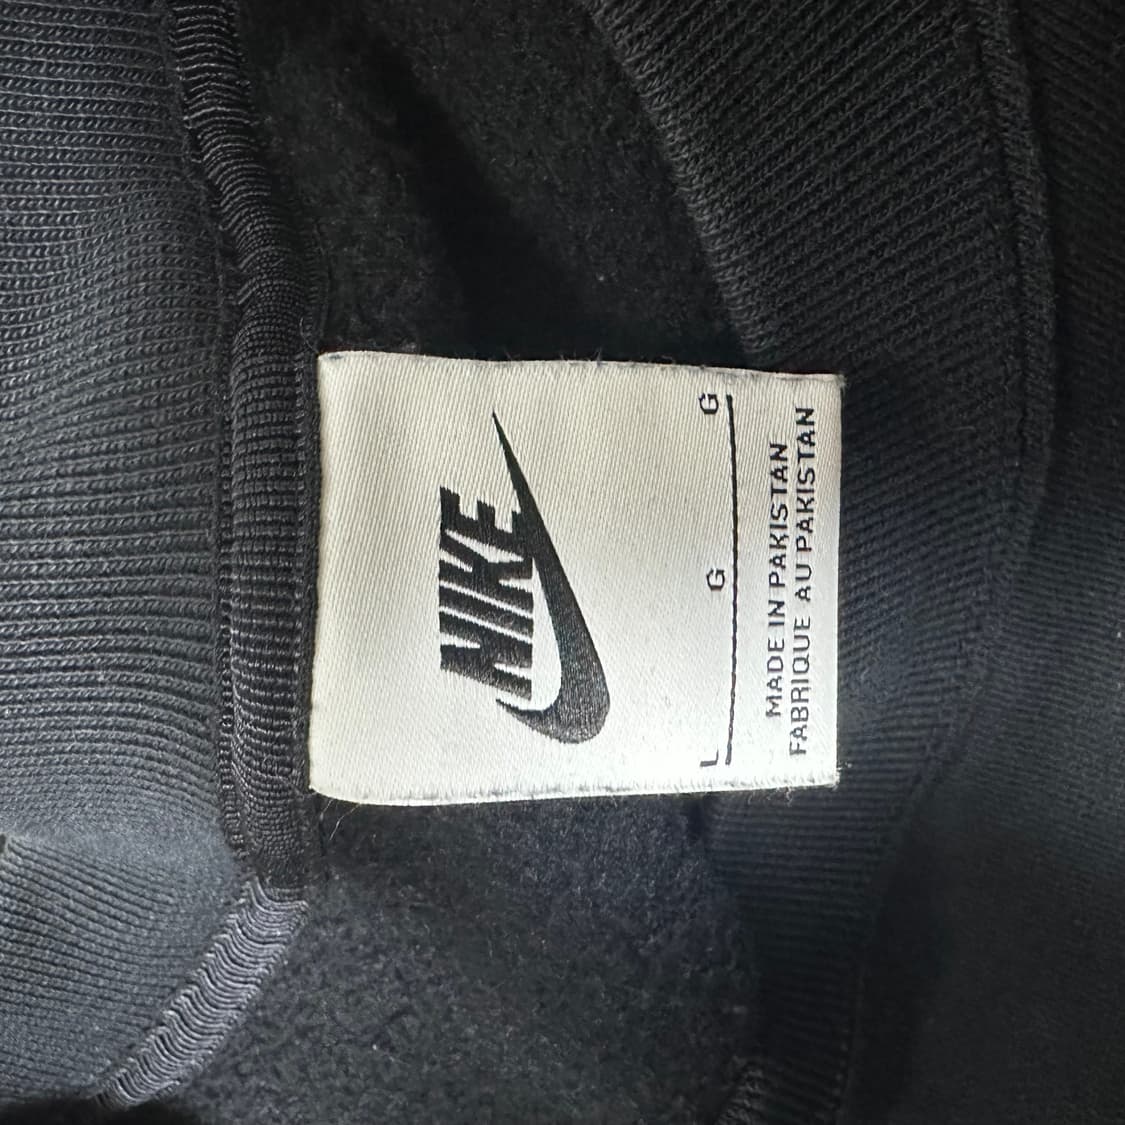 NIKE
L G G
MADE IN PAKISTAN
FABRIQUE AU PAKISTAN